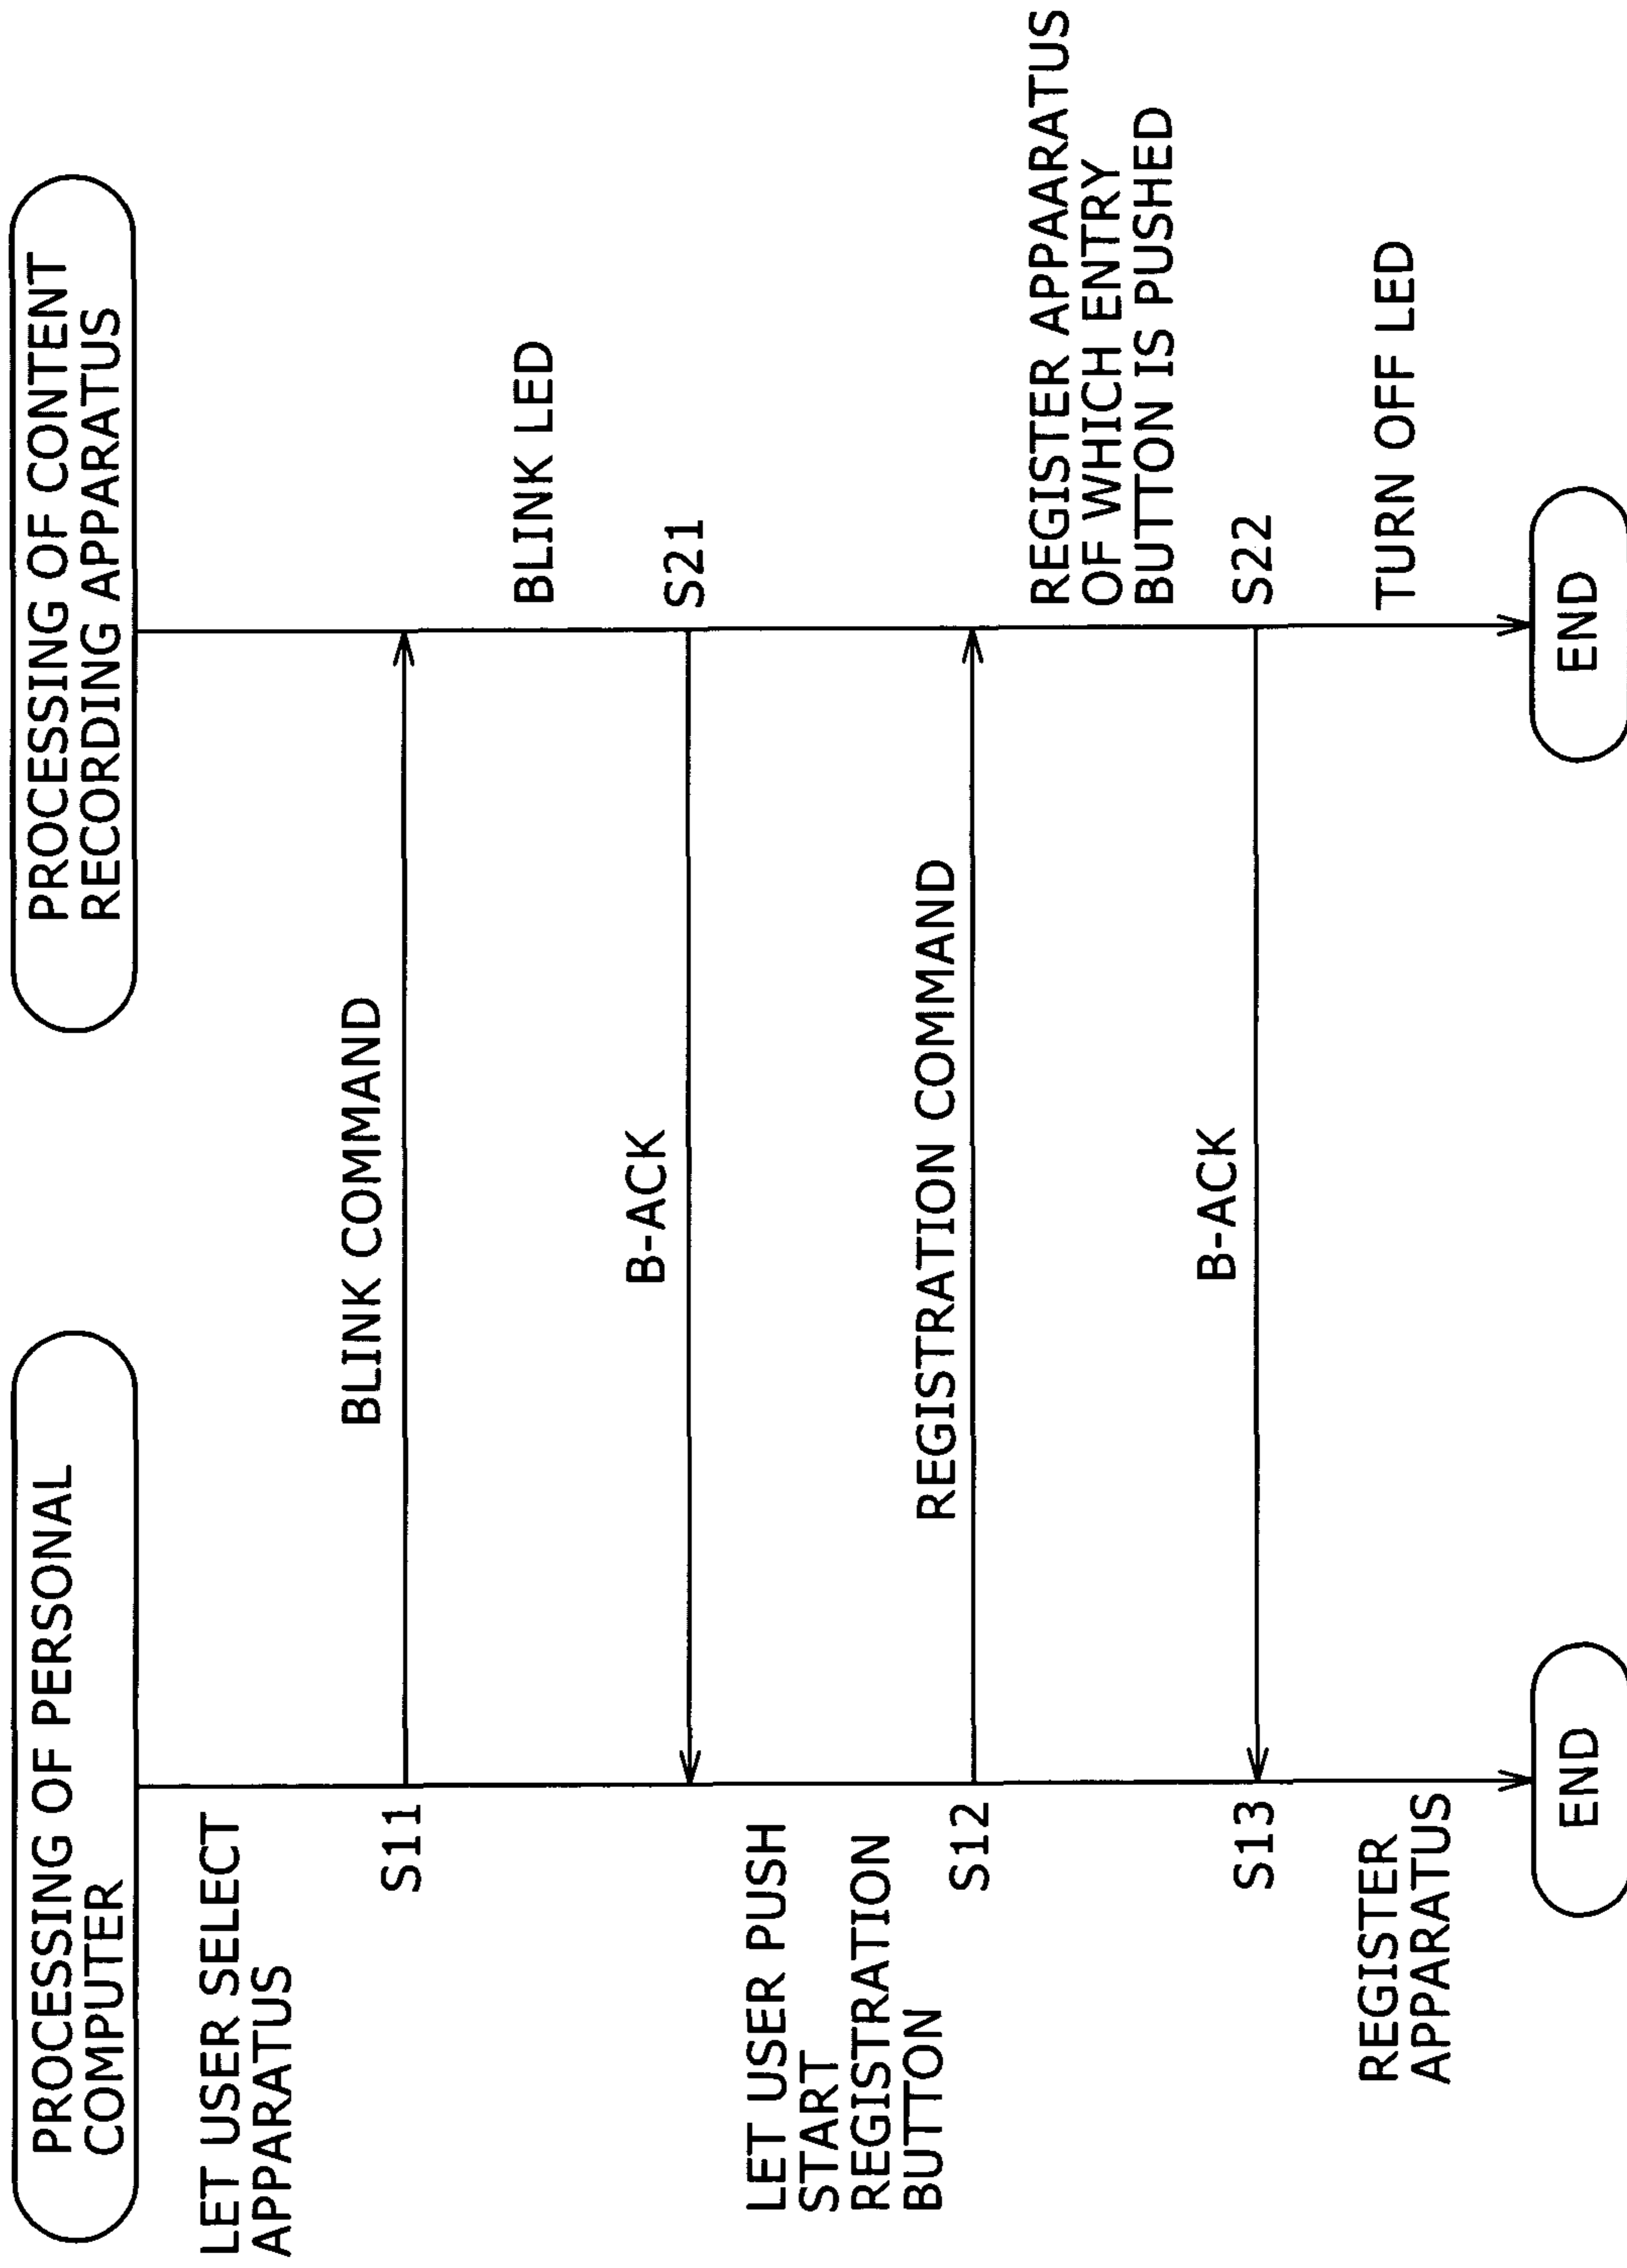 PROCESSING OF PERSONAL
COMPUTER
PROCESSING OF CONTENT
RECORDING APPARATUS
LET USER SELECT
APPARATUS
BLINK COMMAND
S11
BLINK LED
B-ACK
S21
LET USER PUSH
START
REGISTRATION
BUTTON
REGISTRATION COMMAND
S12
REGISTER APPARATUS
OF WHICH ENTRY
BUTTON IS PUSHED
B-ACK
S13
S22
REGISTER
APPARATUS
TURN OFF LED
END
END